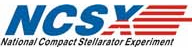 NCSX
National Compact Stellarator Experiment